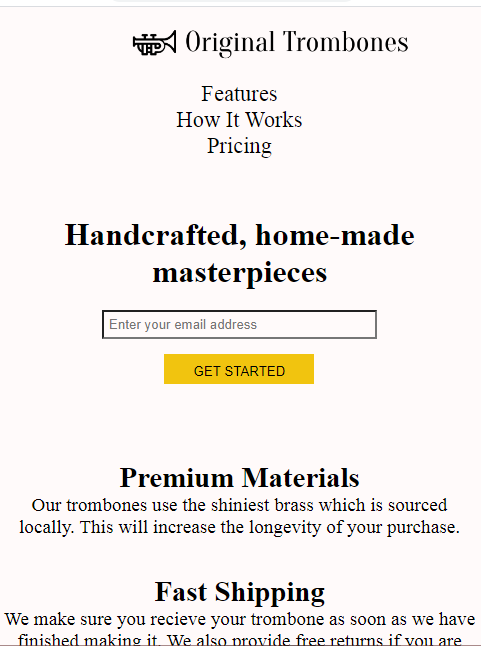 Original Trombones
Features
How It Works
Pricing
Handcrafted, home-made
masterpieces
Enter your email address
GET STARTED
Premium Materials
Our trombones use the shiniest brass which is sourced
locally. This will increase the longevity of your purchase.
Fast Shipping
We make sure you recieve your trombone as soon as we have
finished making it. We also provide free returns if you are